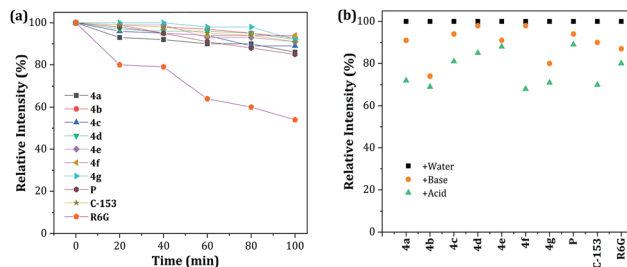 (a)
Relative Intensity (%)
100
80
60
40
20
0
4a
4b
4c
4d
4e
4f
4g
P
C-153
R6G
0 20 40 60 80 100
Time (min)
(b)
Relative Intensity (%)
100
80
60
40
20
0
+Water
+Base
+Acid
4a 4b 4c 4d 4e 4f 4g P C-153 R6G